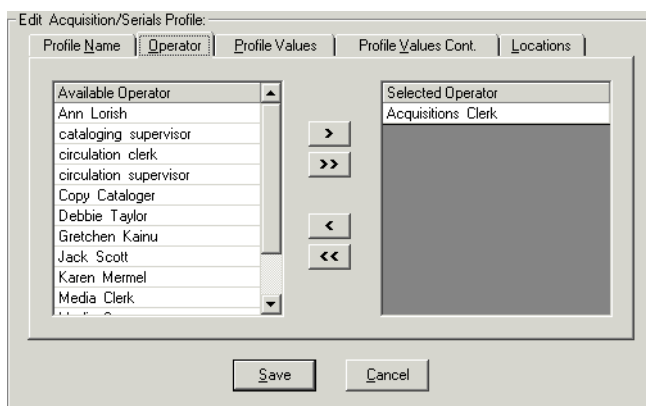 Edit Acquisition/Serials Profile:
Profile Name
Operator
Profile Values
Profile Values Cont.
Locations
Available Operator
Ann Lorish
cataloging supervisor
circulation clerk
circulation supervisor
Copy Cataloger
Debbie Taylor
Gretchen Kainu
Jack Scott
Karen Mermel
Media Clerk
>
>>
<
<<
Selected Operator
Acquisitions Clerk
Save
Cancel